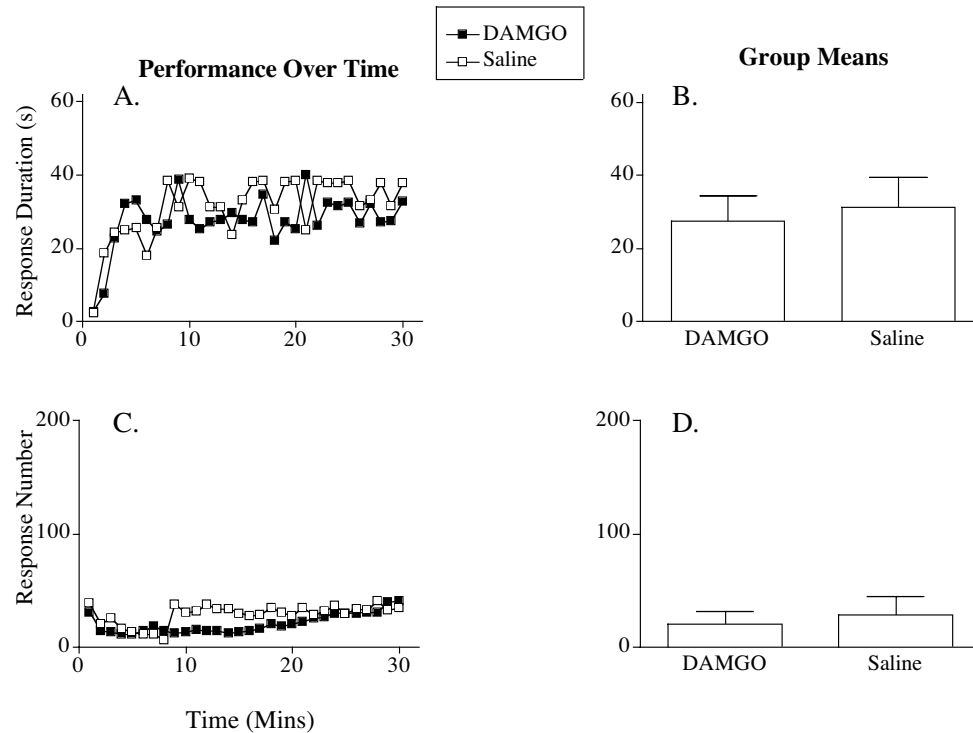 DAMGO
Saline
Performance Over Time
Group Means
A.
B.
Response Duration (s)
60
40
20
0
0
10
20
30
60
40
20
0
DAMGO
Saline
C.
D.
Response Number
200
100
0
0
10
20
30
Time (Mins)
200
100
0
DAMGO
Saline